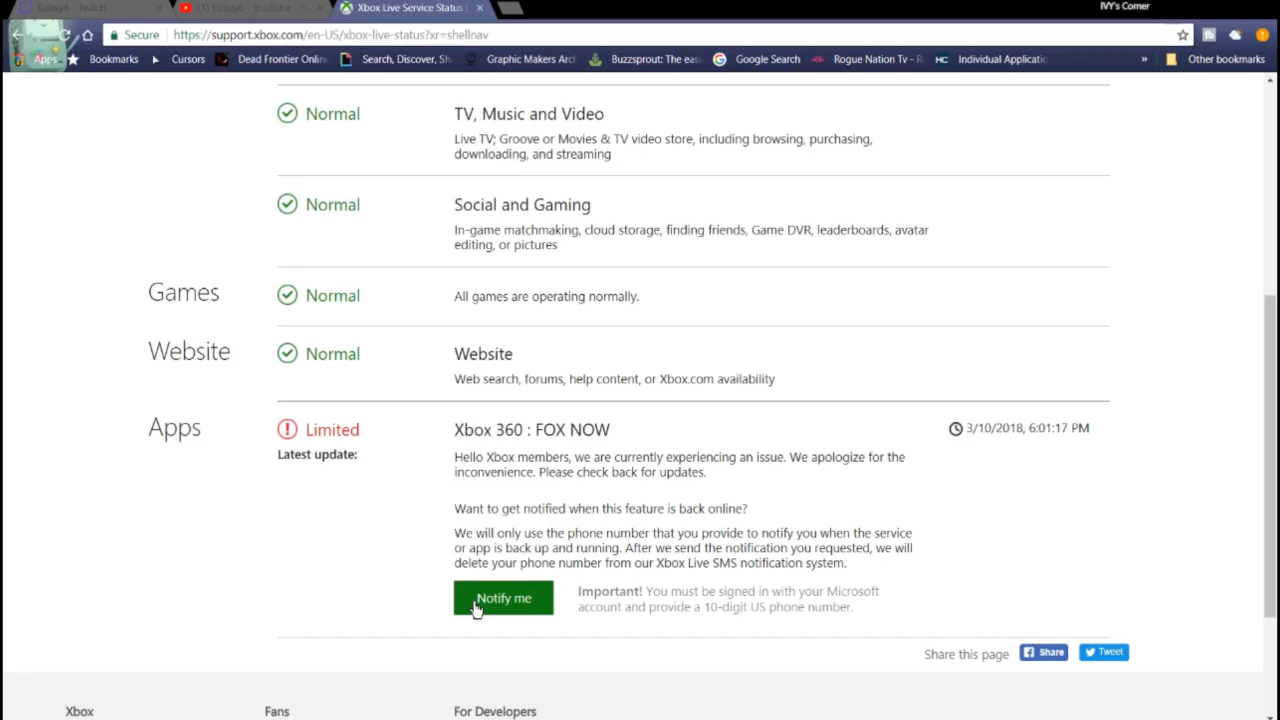 Kxlvy6 - Twitch
(1) Kxlvy6 - YouTube
Xbox Live Service Status
IVY's Corner
Secure
https://support.xbox.com/en-US/xbox-live-status?xr=shellnav
Apps
Bookmarks
Cursors
Dead Frontier Onlin
Search, Discover, Sh
Graphic Makers Arc
Buzzsprout: The eas
Google Search
Rogue Nation Tv - R
HC
Individual Applicatio
»
Other bookmarks
Normal
TV, Music and Video
Live TV; Groove or Movies & TV video store, including browsing, purchasing,
downloading, and streaming
Normal
Social and Gaming
In-game matchmaking, cloud storage, finding friends, Game DVR, leaderboards, avatar
editing, or pictures
Games
Normal
All games are operating normally.
Website
Normal
Website
Web search, forums, help content, or Xbox.com availability
Apps
Limited
Xbox 360 : FOX NOW
3/10/2018, 6:01:17 PM
Latest update:
Hello Xbox members, we are currently experiencing an issue. We apologize for the
inconvenience. Please check back for updates.
Want to get notified when this feature is back online?
We will only use the phone number that you provide to notify you when the service
or app is back up and running. After we send the notification you requested, we will
delete your phone number from our Xbox Live SMS notification system.
Notify me
Important! You must be signed in with your Microsoft
account and provide a 10-digit US phone number.
Share this page
Share
Tweet
Xbox
Fans
For Developers